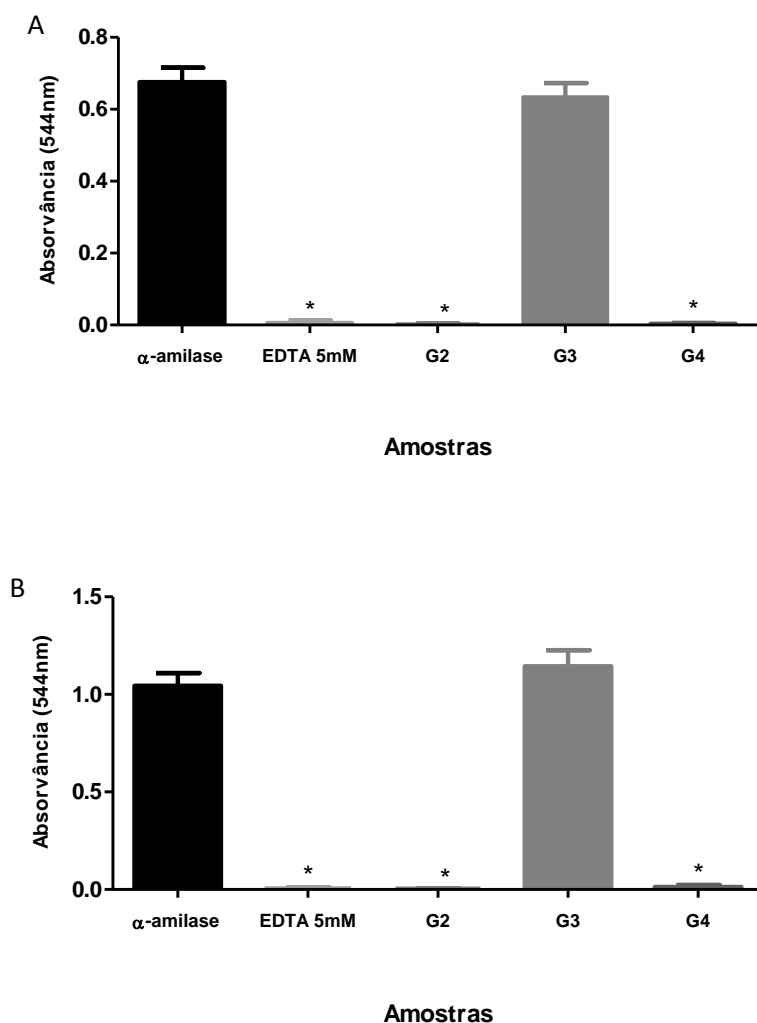 A
Absorvância (544nm)
0.8
0.6
0.4
0.2
0.0
* * *
α-amilase EDTA 5mM G2 G3 G4
Amostras
B
Absorvância (544nm)
1.5
1.0
0.5
0.0
* * *
α-amilase EDTA 5mM G2 G3 G4
Amostras